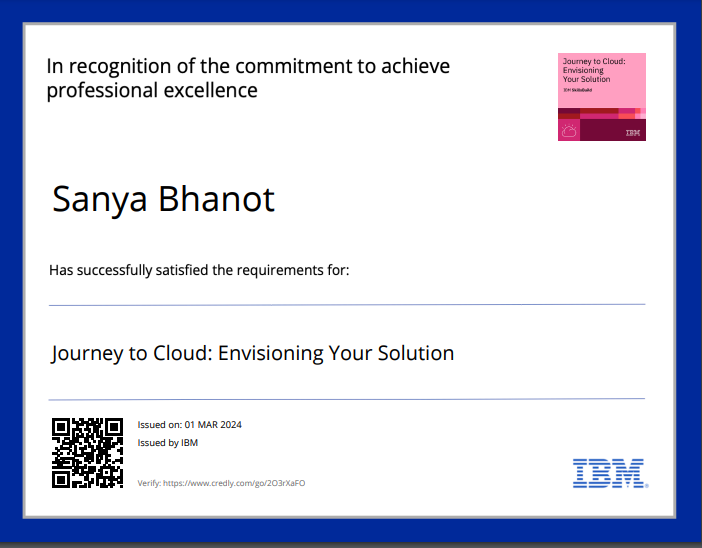 In recognition of the commitment to achieve
professional excellence
Journey to Cloud:
Envisioning
Your Solution
IBM SkillsBuild
IBM
Sanya Bhanot
Has successfully satisfied the requirements for:
Journey to Cloud: Envisioning Your Solution
Issued on: 01 MAR 2024
Issued by IBM
Verify: https://www.credly.com/go/2O3rXaFO
IBM®